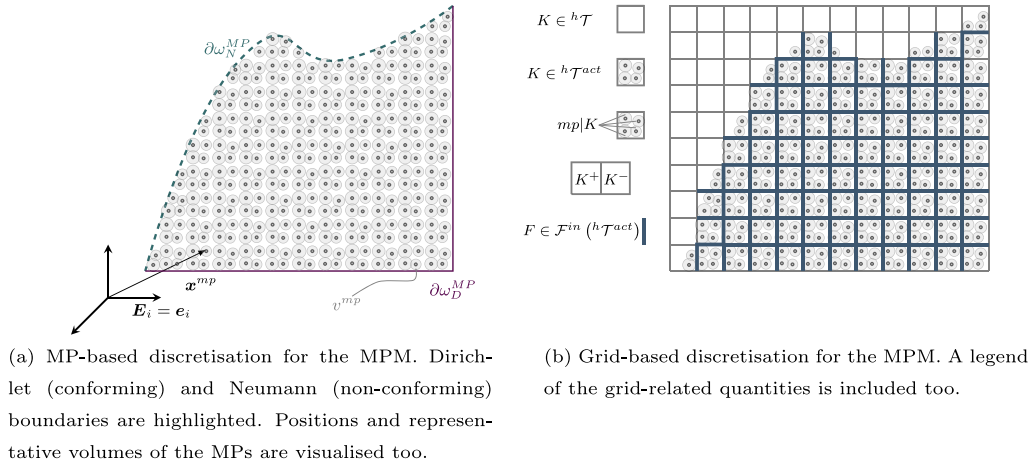 ∂ω_N^{MP}
x^{mp}
E_i = e_i
v^{mp}
∂ω_D^{MP}
K ∈ ^h𝒯
K ∈ ^h𝒯^{act}
mp|K
K^+ K^-
F ∈ ℱ^{in} (^h𝒯^{act})
(a) MP-based discretisation for the MPM. Dirich-
let (conforming) and Neumann (non-conforming)
boundaries are highlighted. Positions and represen-
tative volumes of the MPs are visualised too.
(b) Grid-based discretisation for the MPM. A legend
of the grid-related quantities is included too.